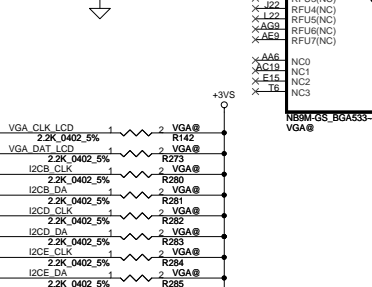 J22 RFU4(NC)
L22 RFU5(NC)
AG9 RFU6(NC)
AE9 RFU7(NC)
AA6 NC0
AC19 NC1
E15 NC2
T6 NC3
+3VS
NB9M-GS_BGA533~
VGA@
VGA_CLK_LCD 1 2 VGA@
2.2K_0402_5% R142
VGA_DAT_LCD 1 2 VGA@
2.2K_0402_5% R273
I2CB_CLK 1 2 VGA@
2.2K_0402_5% R280
I2CB_DA 1 2 VGA@
2.2K_0402_5% R281
I2CD_CLK 1 2 VGA@
2.2K_0402_5% R282
I2CD_DA 1 2 VGA@
2.2K_0402_5% R283
I2CE_CLK 1 2 VGA@
2.2K_0402_5% R284
I2CE_DA 1 2 VGA@
2.2K_0402_5% R285